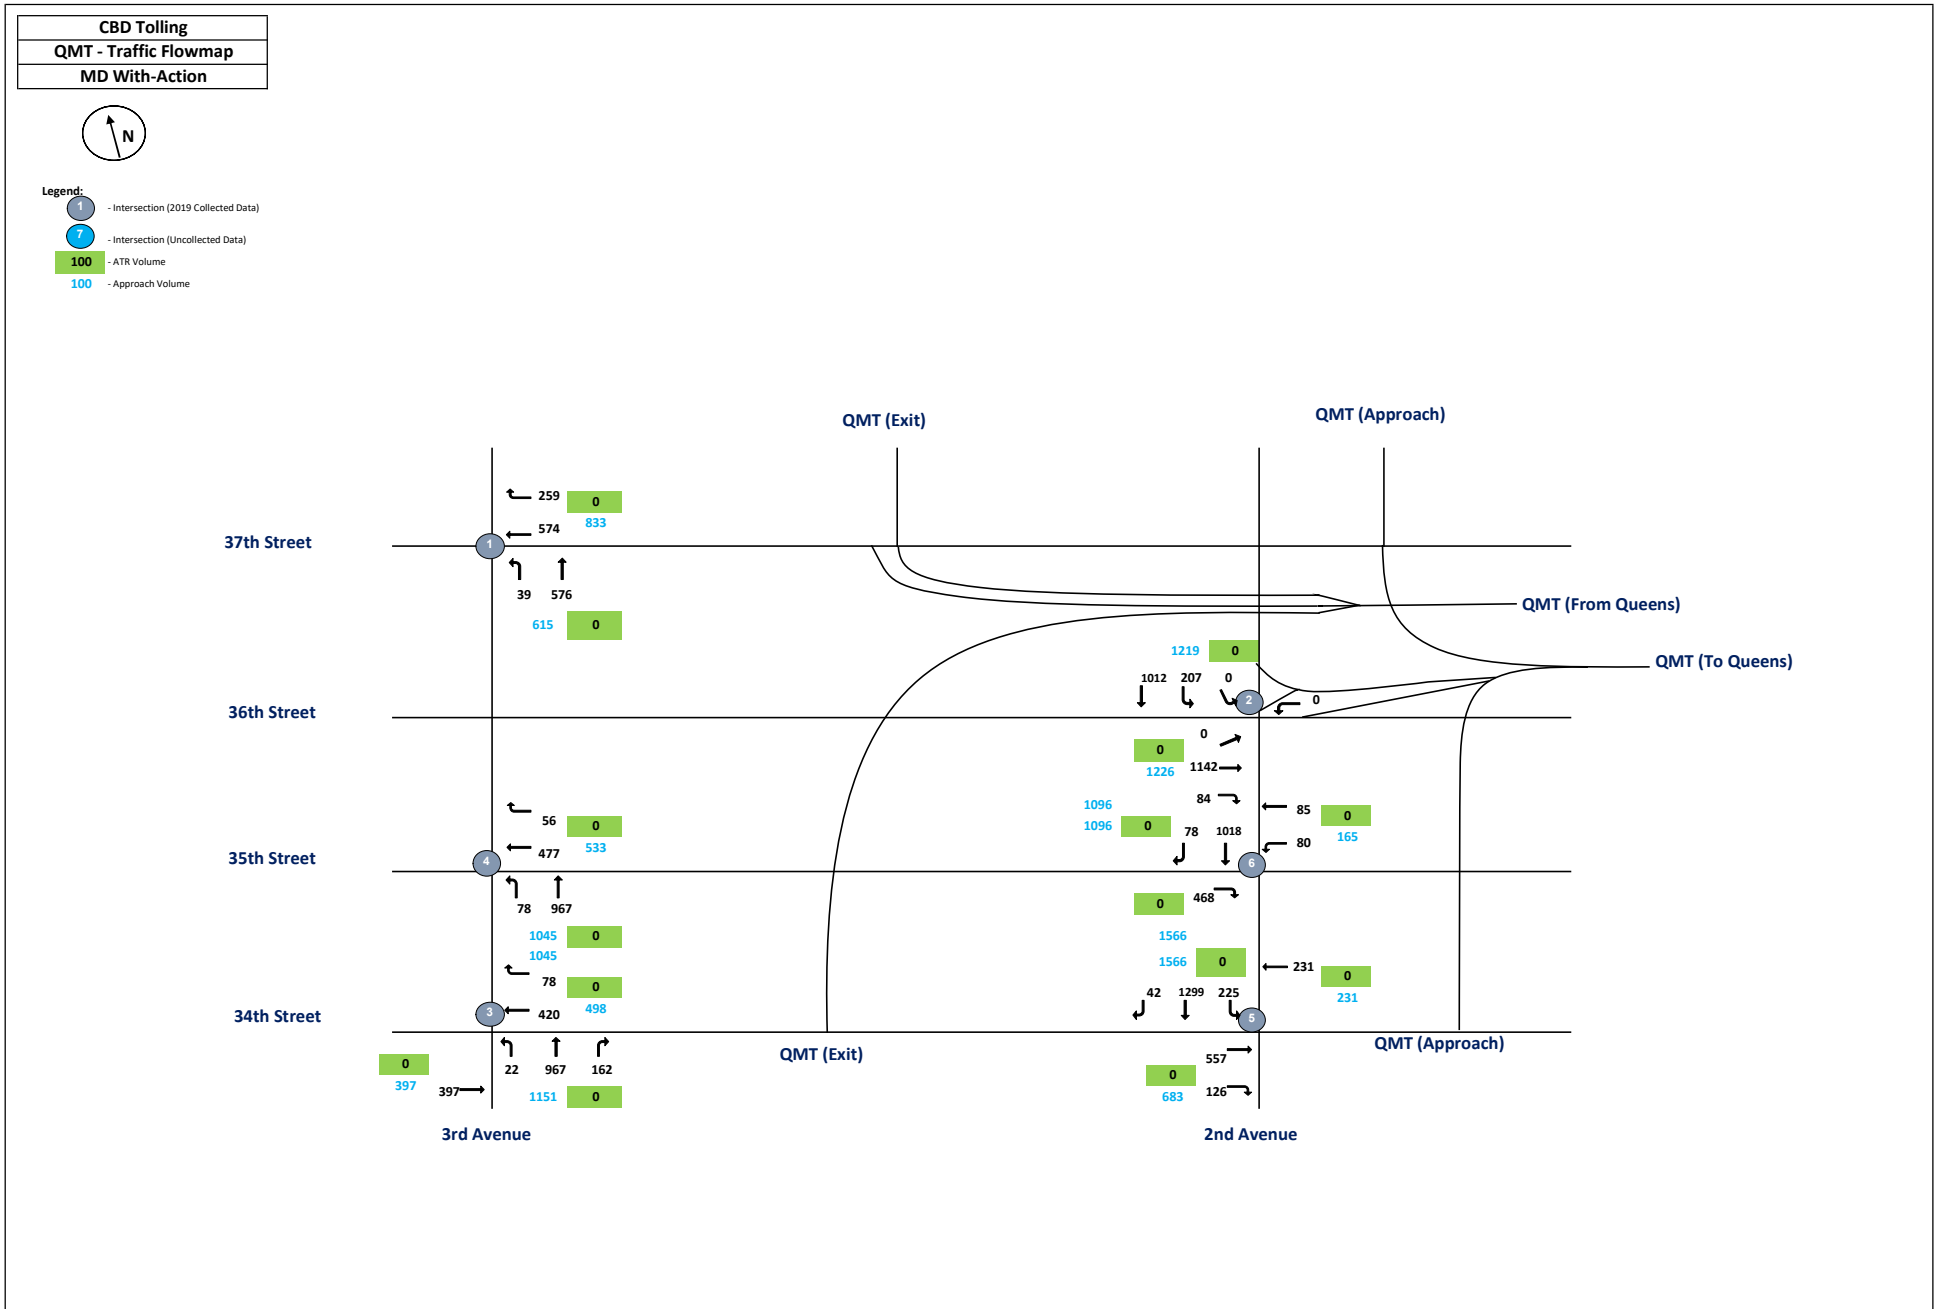 CBD Tolling
QMT - Traffic Flowmap
MD With-Action
N
Legend:
1 - Intersection (2019 Collected Data)
7 - Intersection (Uncollected Data)
100 - ATR Volume
100 - Approach Volume
QMT (Approach)
QMT (Exit)
259 0
833
574
37th Street
1
39 576
615 0
QMT (From Queens)
1219 0
QMT (To Queens)
1012 207 0
2
0
36th Street
0
0
1226 1142
84
1096
85 0
56 0
1096 0
165
78 1018
80
533
477
35th Street
4
6
468
0
78 967
1045 0
1566
1045
1566 0
231 0
78 0
42 1299 225
231
498
420
34th Street
3
5
QMT (Exit)
QMT (Approach)
0
22 967 162
557
0
397
397
1151 0
683 126
3rd Avenue
2nd Avenue